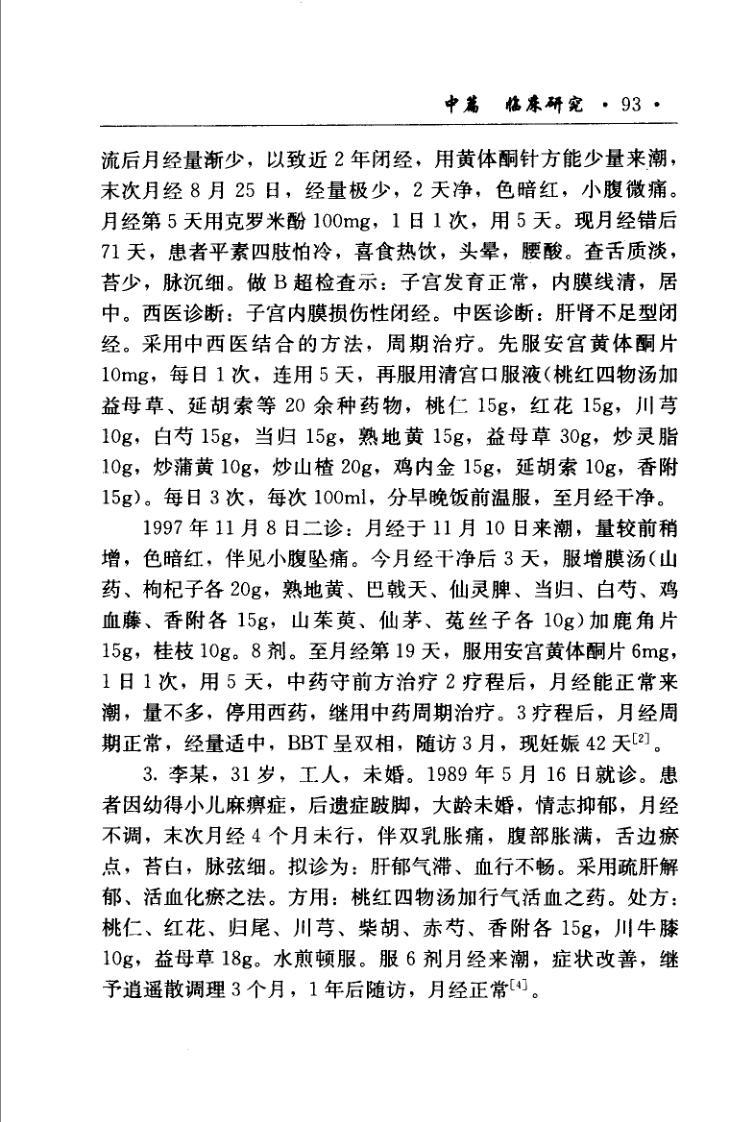 中篇 临床研究 · 93 ·
流后月经量渐少，以致近 2 年闭经，用黄体酮针方能少量来潮，
末次月经 8 月 25 日，经量极少，2 天净，色暗红，小腹微痛。
月经第 5 天用克罗米酚 100mg，1 日 1 次，用 5 天。现月经错后
71 天，患者平素四肢怕冷，喜食热饮，头晕，腰酸。查舌质淡，
苔少，脉沉细。做 B 超检查示：子宫发育正常，内膜线清，居
中。西医诊断：子宫内膜损伤性闭经。中医诊断：肝肾不足型闭
经。采用中西医结合的方法，周期治疗。先服安宫黄体酮片
10mg，每日 1 次，连用 5 天，再服用清宫口服液(桃红四物汤加
益母草、延胡索等 20 余种药物，桃仁 15g，红花 15g，川芎
10g，白芍 15g，当归 15g，熟地黄 15g，益母草 30g，炒灵脂
10g，炒蒲黄 10g，炒山楂 20g，鸡内金 15g，延胡索 10g，香附
15g)。每日 3 次，每次 100ml，分早晚饭前温服，至月经干净。
1997 年 11 月 8 日二诊：月经于 11 月 10 日来潮，量较前稍
增，色暗红，伴见小腹坠痛。今月经干净后 3 天，服增膜汤(山
药、枸杞子各 20g，熟地黄、巴戟天、仙灵脾、当归、白芍、鸡
血藤、香附各 15g，山茱萸、仙茅、菟丝子各 10g)加鹿角片
15g，桂枝 10g。8 剂。至月经第 19 天，服用安宫黄体酮片 6mg，
1 日 1 次，用 5 天，中药守前方治疗 2 疗程后，月经能正常来
潮，量不多，停用西药，继用中药周期治疗。3 疗程后，月经周
期正常，经量适中，BBT 呈双相，随访 3 月，现妊娠 42 天[2]。
3. 李某，31 岁，工人，未婚。1989 年 5 月 16 日就诊。患
者因幼得小儿麻痹症，后遗症跛脚，大龄未婚，情志抑郁，月经
不调，末次月经 4 个月未行，伴双乳胀痛，腹部胀满，舌边瘀
点，苔白，脉弦细。拟诊为：肝郁气滞、血行不畅。采用疏肝解
郁、活血化瘀之法。方用：桃红四物汤加行气活血之药。处方：
桃仁、红花、归尾、川芎、柴胡、赤芍、香附各 15g，川牛膝
10g，益母草 18g。水煎顿服。服 6 剂月经来潮，症状改善，继
予逍遥散调理 3 个月，1 年后随访，月经正常[4]。